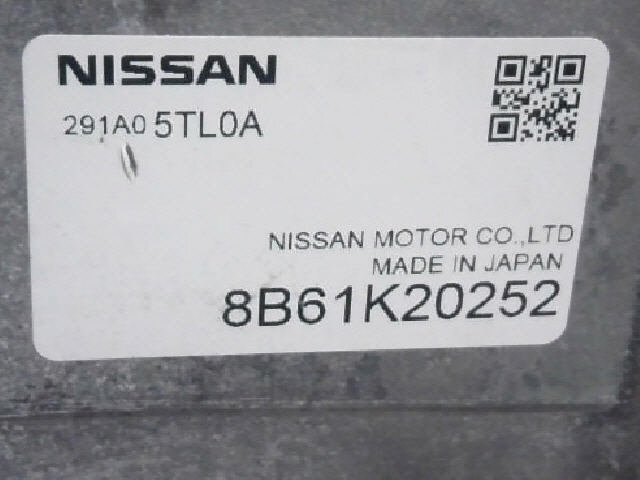 NISSAN
291A0 5TL0A
NISSAN MOTOR CO.,LTD
MADE IN JAPAN
8B61K20252